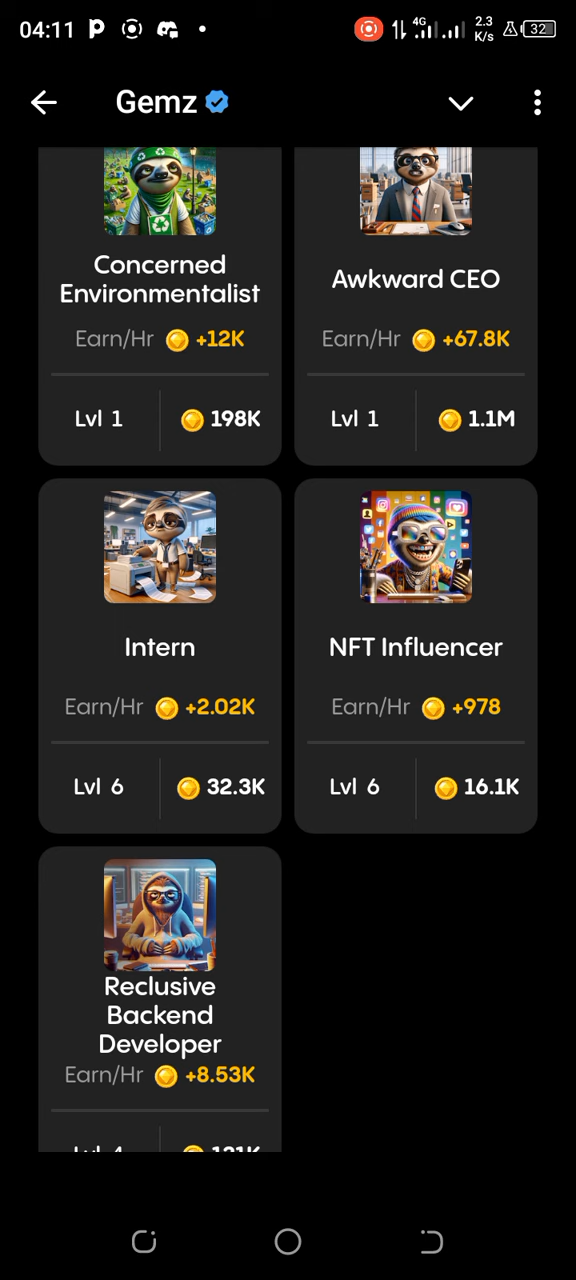 04:11
4G
2.3
K/s
32
Gemz
Concerned
Environmentalist
Earn/Hr +12K
Lvl 1
198K
Awkward CEO
Earn/Hr +67.8K
Lvl 1
1.1M
Intern
Earn/Hr +2.02K
Lvl 6
32.3K
NFT Influencer
Earn/Hr +978
Lvl 6
16.1K
Reclusive
Backend
Developer
Earn/Hr +8.53K
Lvl 4